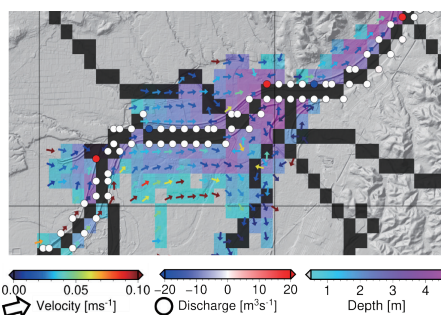 0.00 0.05 0.10
Velocity [ms⁻¹]
−20 −10 0 10 20
Discharge [m³s⁻¹]
1 2 3 4
Depth [m]